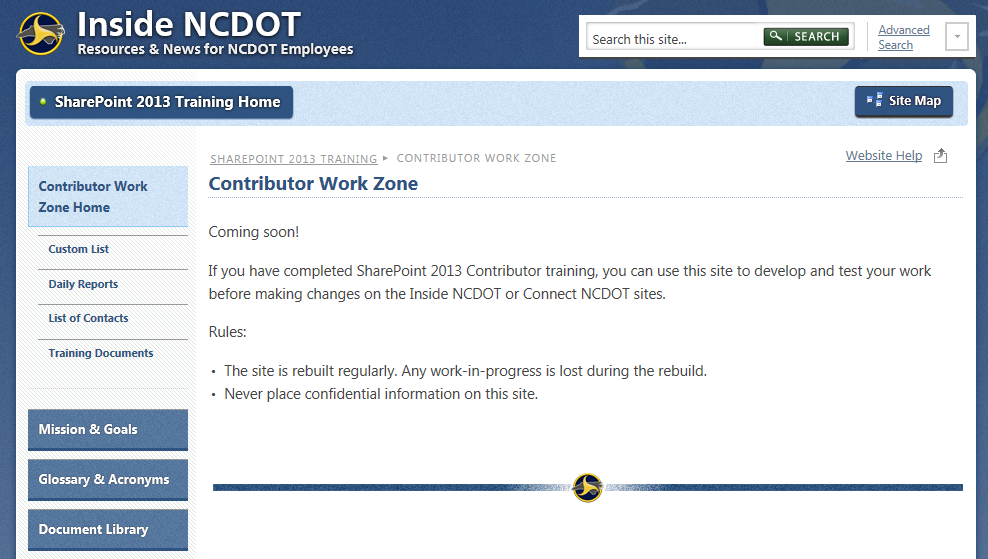 Inside NCDOT
Resources & News for NCDOT Employees
Search this site...
SEARCH
Advanced
Search
SharePoint 2013 Training Home
Site Map
SHAREPOINT 2013 TRAINING ▸ CONTRIBUTOR WORK ZONE
Website Help
Contributor Work Zone
Contributor Work
Zone Home
Custom List
Daily Reports
List of Contacts
Training Documents
Mission & Goals
Glossary & Acronyms
Document Library
Coming soon!
If you have completed SharePoint 2013 Contributor training, you can use this site to develop and test your work
before making changes on the Inside NCDOT or Connect NCDOT sites.
Rules:
• The site is rebuilt regularly. Any work-in-progress is lost during the rebuild.
• Never place confidential information on this site.